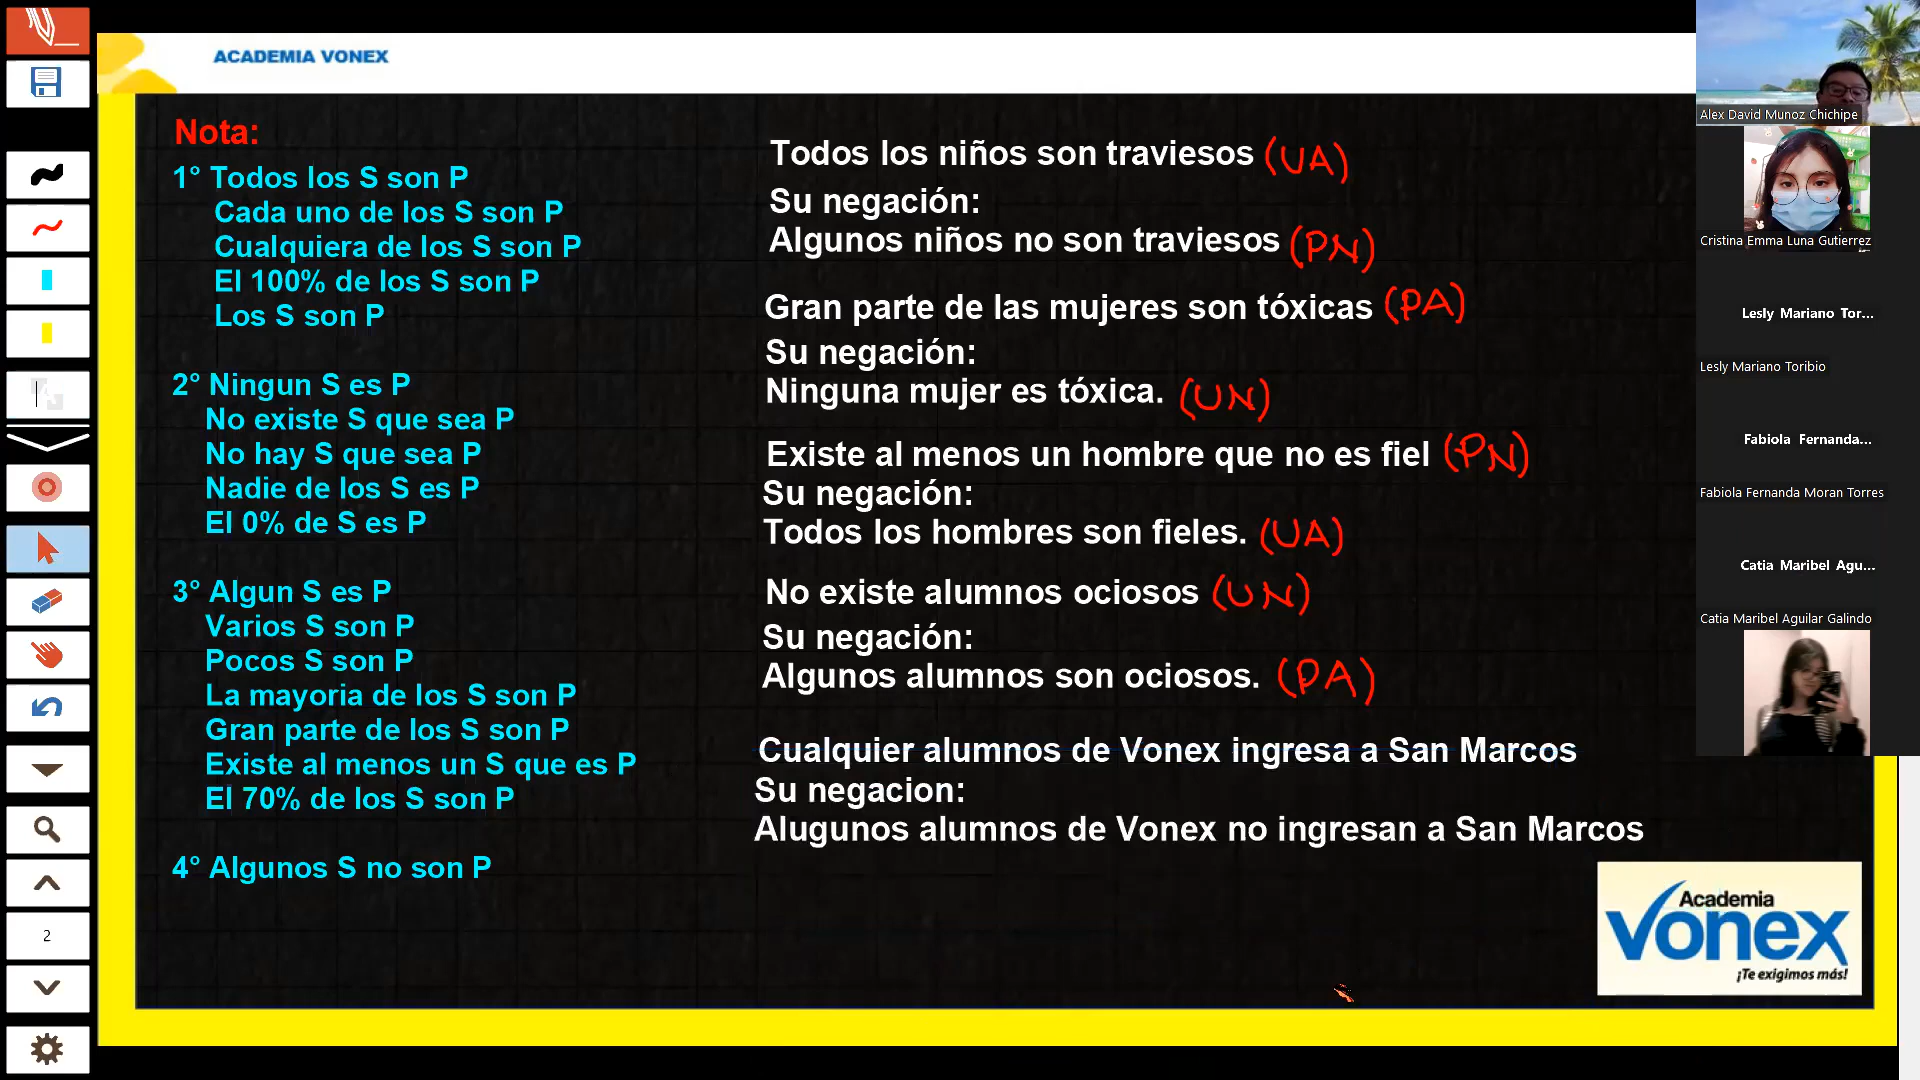 ACADEMIA VONEX
Nota:
1° Todos los S son P
Cada uno de los S son P
Cualquiera de los S son P
El 100% de los S son P
Los S son P
2° Ningun S es P
No existe S que sea P
No hay S que sea P
Nadie de los S es P
El 0% de S es P
3° Algun S es P
Varios S son P
Pocos S son P
La mayoria de los S son P
Gran parte de los S son P
Existe al menos un S que es P
El 70% de los S son P
4° Algunos S no son P
Todos los niños son traviesos (UA)
Su negación:
Algunos niños no son traviesos (PN)
Gran parte de las mujeres son tóxicas (PA)
Su negación:
Ninguna mujer es tóxica. (UN)
Existe al menos un hombre que no es fiel (PN)
Su negación:
Todos los hombres son fieles. (UA)
No existe alumnos ociosos (UN)
Su negación:
Algunos alumnos son ociosos. (PA)
Cualquier alumnos de Vonex ingresa a San Marcos
Su negacion:
Alugunos alumnos de Vonex no ingresan a San Marcos
Academia
vonex
¡Te exigimos más!
2
Alex David Munoz Chichipe
Cristina Emma Luna Gutierrez
Lesly Mariano Tor...
Lesly Mariano Toribio
Fabiola Fernanda...
Fabiola Fernanda Moran Torres
Catia Maribel Agu...
Catia Maribel Aguilar Galindo